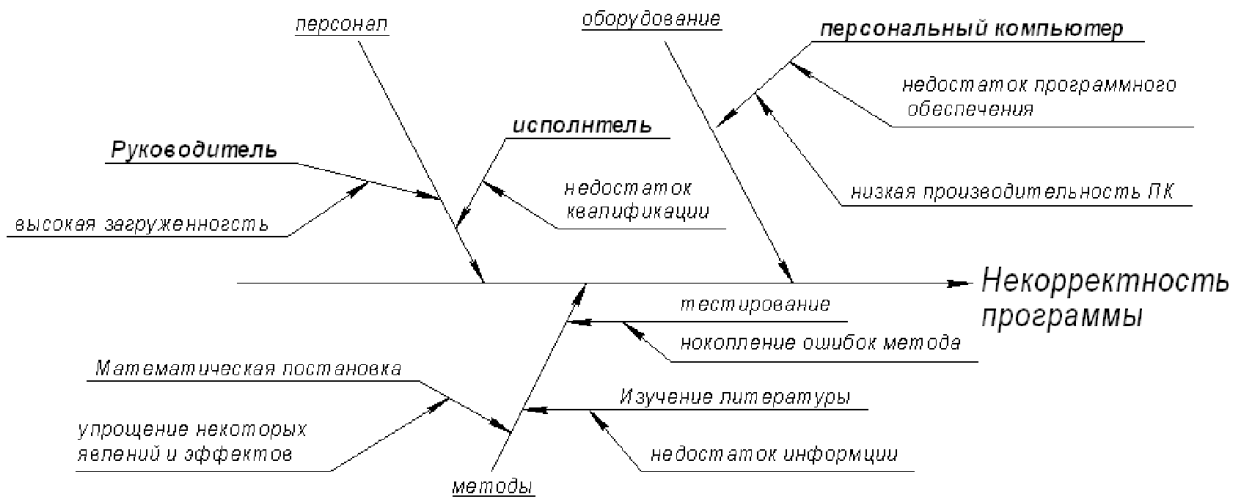 персонал
оборудование
персональный компьютер
недостаток программного
обеспечения
исполнтель
Руководитель
недостаток
квалификации
низкая производительность ПК
высокая загруженногсть
Некорректность
программы
тестирование
нокопление ошибок метода
Математическая постановка
Изучение литературы
упрощение некоторых
явлений и эффектов
недостаток информции
методы